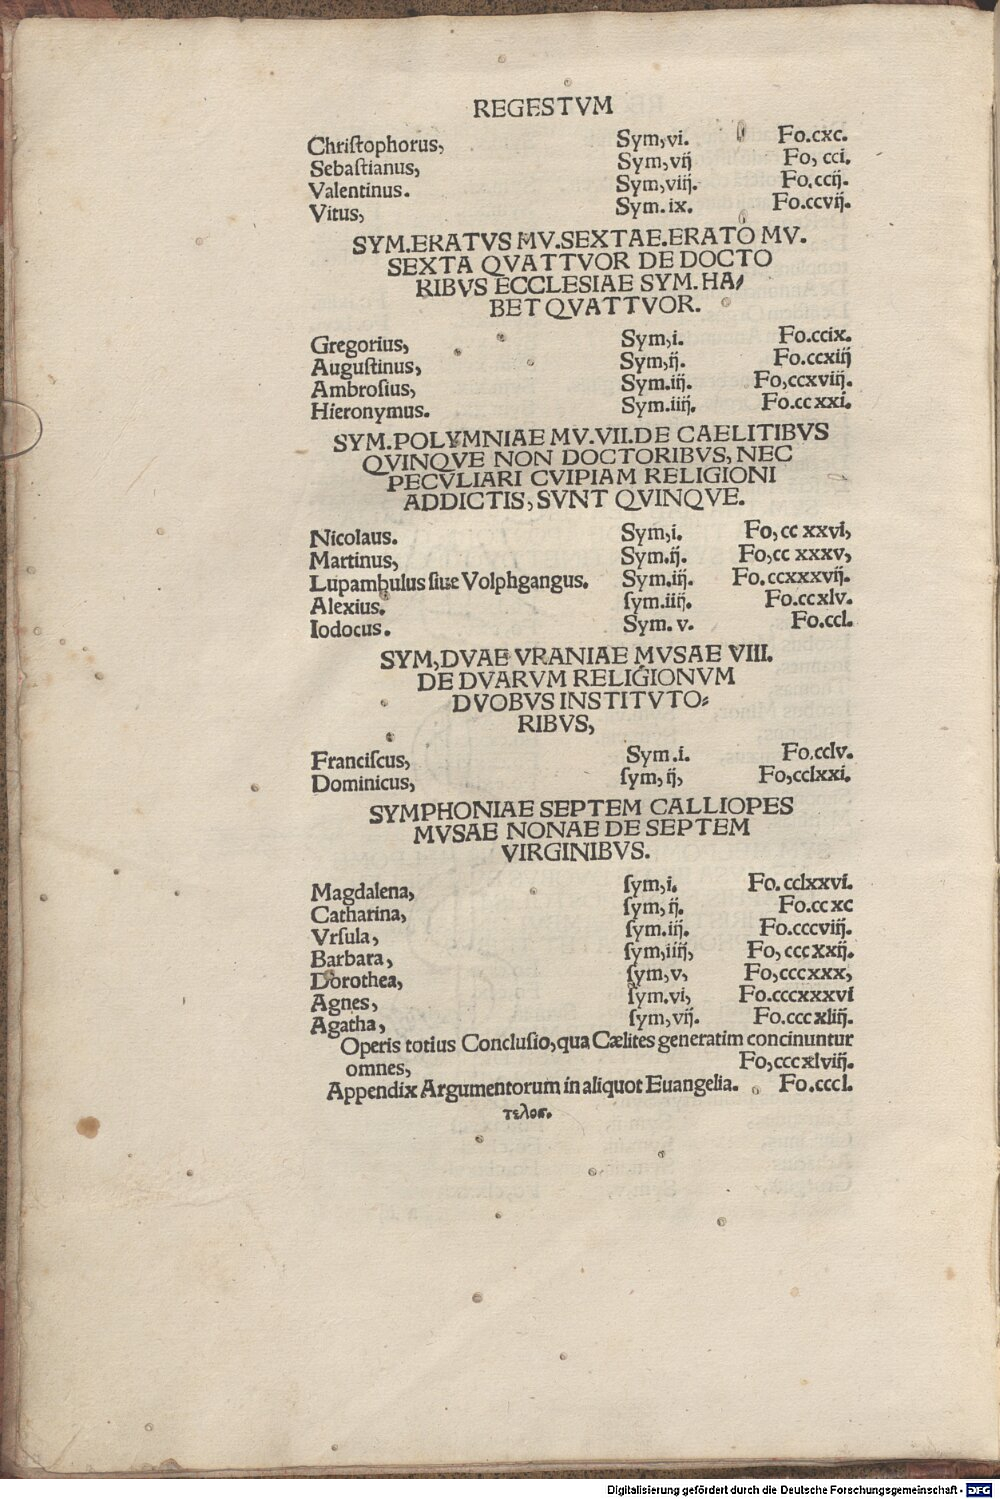 REGESTVM
Chriſtophorus, Sym,vi. Fo.cxc.
Sebaſtianus, Sym,vij Fo, cci.
Valentinus. Sym,viij. Fo.ccij.
Vitus, Sym.ix. Fo.ccvij.
SYM.ERATVS MV.SEXTAE.ERATO MV.
SEXTA QVATTVOR DE DOCTO
RIBVS ECCLESIAE SYM.HA/
BET QVATTVOR.
Gregorius, Sym,i. Fo.ccix.
Auguſtinus, Sym,ij. Fo.ccxiij
Ambroſius, Sym.iij. Fo,ccxviij.
Hieronymus. Sym.iiij. Fo.ccxxi.
SYM.POLYMNIAE MV.VII.DE CAELITIBVS
QVINQVE NON DOCTORIBVS, NEC
PECVLIARI CVIPIAM RELIGIONI
ADDICTIS, SVNT QVINQVE.
Nicolaus. Sym,i. Fo,cc xxvi,
Martinus, Sym.ij. Fo,cc xxxv,
Lupambulus ſiue Volphgangus. Sym.iij. Fo.ccxxxvij.
Alexius. ſym.iiij. Fo.ccxlv.
Iodocus. Sym. v. Fo.ccl.
SYM,DVAE VRANIAE MVSAE VIII.
DE DVARVM RELIGIONVM
DVOBVS INSTITVTO⸗
RIBVS,
Franciſcus, Sym.i. Fo.cclv.
Dominicus, ſym,ij, Fo,cclxxi.
SYMPHONIAE SEPTEM CALLIOPES
MVSAE NONAE DE SEPTEM
VIRGINIBVS.
Magdalena, ſym,i. Fo.cclxxvi.
Catharina, ſym,ij. Fo.ccxc
Vrſula, ſym.iij. Fo.cccviij.
Barbara, ſym,iiij, Fo,cccxxij.
Dorothea, ſym,v, Fo,cccxxx,
Agnes, ſym.vi, Fo.cccxxxvi
Agatha, ſym,vij. Fo.cccxliij.
Operis totius Concluſio,qua Cælites generatim concinuntur
omnes, Fo,cccxlviij.
Appendix Argumentorum in aliquot Euangelia. Fo.cccl.
τελοσ.
Digitalisierung gefördert durch die Deutsche Forschungsgemeinschaft - DFG